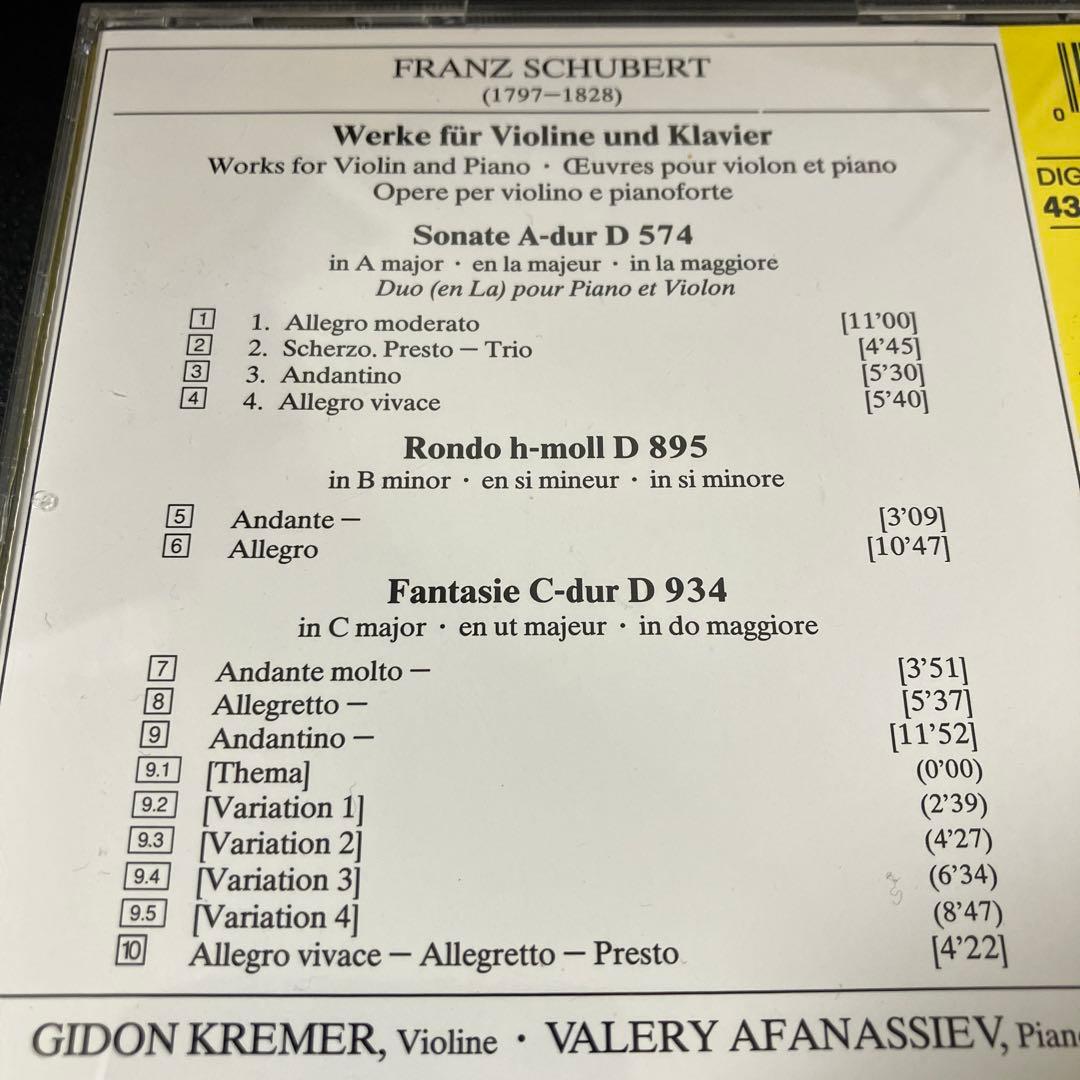 FRANZ SCHUBERT
(1797–1828)
Werke für Violine und Klavier
Works for Violin and Piano · Œuvres pour violon et piano
Opere per violino e pianoforte
Sonate A-dur D 574
in A major · en la majeur · in la maggiore
Duo (en La) pour Piano et Violon
1 1. Allegro moderato [11'00]
2 2. Scherzo. Presto – Trio [4'45]
3 3. Andantino [5'30]
4 4. Allegro vivace [5'40]
Rondo h-moll D 895
in B minor · en si mineur · in si minore
5 Andante – [3'09]
6 Allegro [10'47]
Fantasie C-dur D 934
in C major · en ut majeur · in do maggiore
7 Andante molto – [3'51]
8 Allegretto – [5'37]
9 Andantino – [11'52]
9.1 [Thema] (0'00)
9.2 [Variation 1] (2'39)
9.3 [Variation 2] (4'27)
9.4 [Variation 3] (6'34)
9.5 [Variation 4] (8'47)
10 Allegro vivace – Allegretto – Presto [4'22]
GIDON KREMER, Violine · VALERY AFANASSIEV, Pian
0
DIG
43